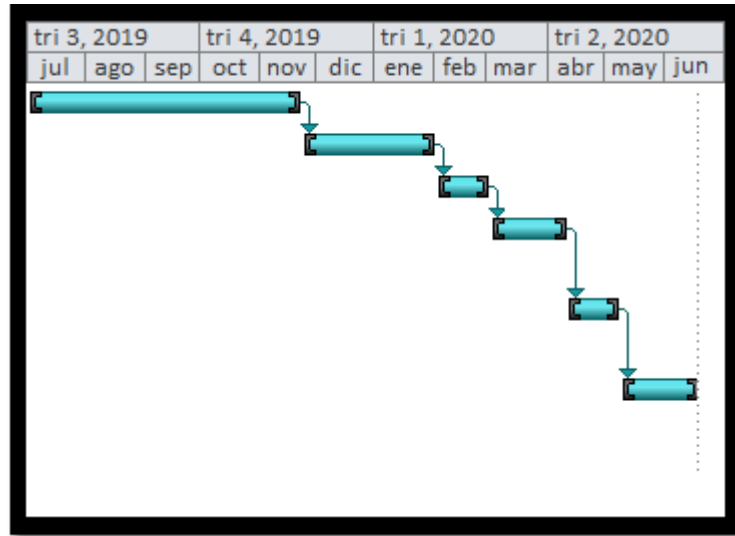 tri 3, 2019 tri 4, 2019 tri 1, 2020 tri 2, 2020
jul ago sep oct nov dic ene feb mar abr may jun